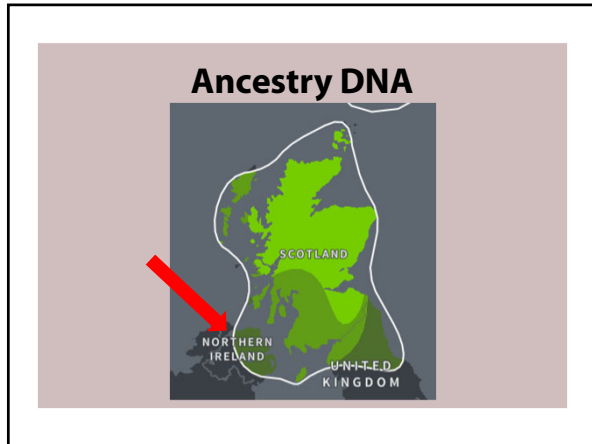 Ancestry DNA
SCOTLAND
NORTHERN
IRELAND
UNITED
KINGDOM